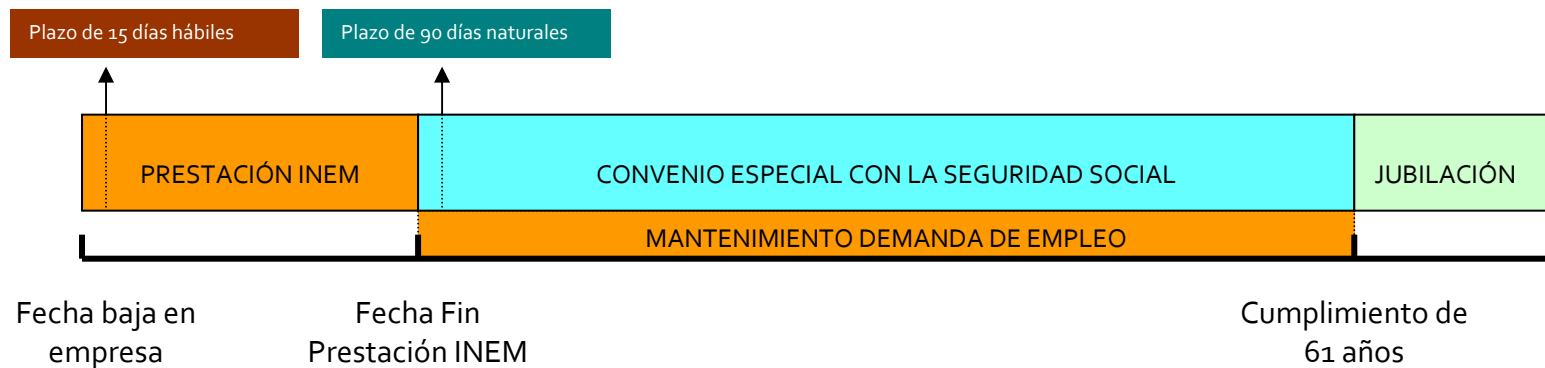 Plazo de 15 días hábiles
Plazo de 90 días naturales
PRESTACIÓN INEM
CONVENIO ESPECIAL CON LA SEGURIDAD SOCIAL
JUBILACIÓN
MANTENIMIENTO DEMANDA DE EMPLEO
Fecha baja en
empresa
Fecha Fin
Prestación INEM
Cumplimiento de
61 años